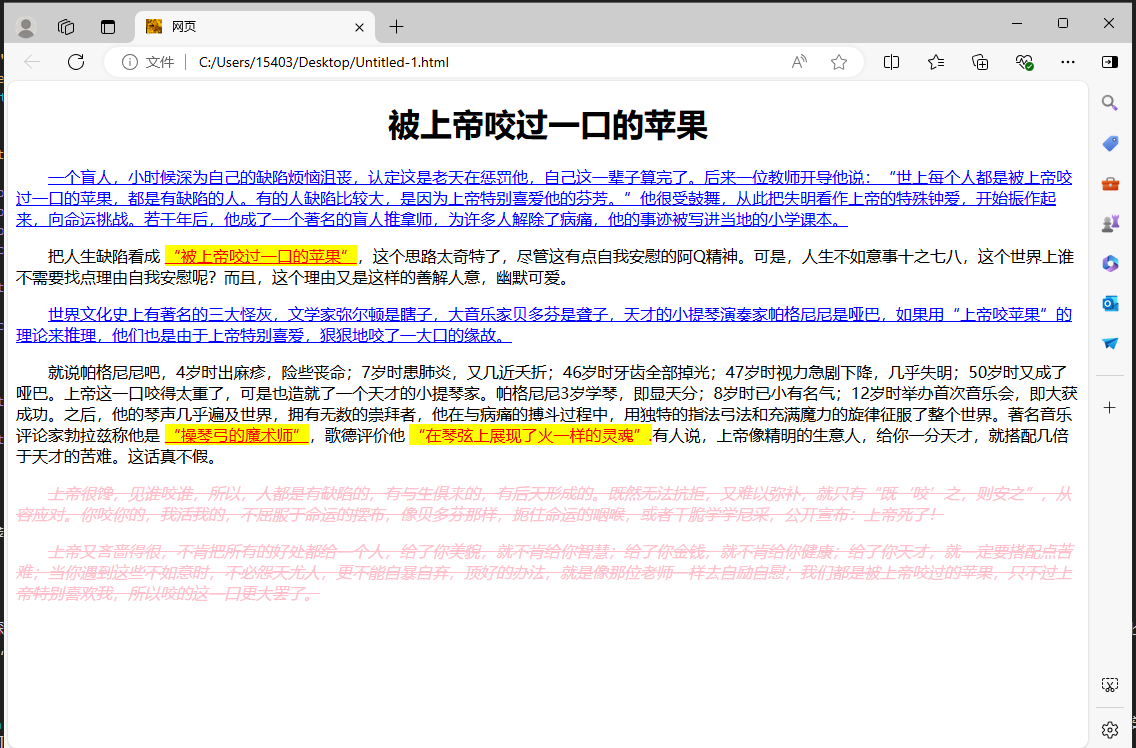 网页
文件
C:/Users/15403/Desktop/Untitled-1.html
被上帝咬过一口的苹果
一个盲人，小时候深为自己的缺陷烦恼沮丧，认定这是老天在惩罚他，自己这一辈子算完了。后来一位教师开导他说：“世上每个人都是被上帝咬
过一口的苹果，都是有缺陷的人。有的人缺陷比较大，是因为上帝特别喜爱他的芬芳。”他很受鼓舞，从此把失明看作上帝的特殊钟爱，开始振作起
来，向命运挑战。若干年后，他成了一个著名的盲人推拿师，为许多人解除了病痛，他的事迹被写进当地的小学课本。
把人生缺陷看成 “被上帝咬过一口的苹果”，这个思路太奇特了，尽管这有点自我安慰的阿Q精神。可是，人生不如意事十之七八，这个世界上谁
不需要找点理由自我安慰呢？而且，这个理由又是这样的善解人意，幽默可爱。
世界文化史上有著名的三大怪灰，文学家弥尔顿是瞎子，大音乐家贝多芬是聋子，天才的小提琴演奏家帕格尼尼是哑巴，如果用“上帝咬苹果”的
理论来推理，他们也是由于上帝特别喜爱，狠狠地咬了一大口的缘故。
就说帕格尼尼吧，4岁时出麻疹，险些丧命；7岁时患肺炎，又几近夭折；46岁时牙齿全部掉光；47岁时视力急剧下降，几乎失明；50岁时又成了
哑巴。上帝这一口咬得太重了，可是也造就了一个天才的小提琴家。帕格尼尼3岁学琴，即显天分；8岁时已小有名气；12岁时举办首次音乐会，即大获
成功。之后，他的琴声几乎遍及世界，拥有无数的崇拜者，他在与病痛的搏斗过程中，用独特的指法弓法和充满魔力的旋律征服了整个世界。著名音乐
评论家勃拉兹称他是 “操琴弓的魔术师”，歌德评价他 “在琴弦上展现了火一样的灵魂”.有人说，上帝像精明的生意人，给你一分天才，就搭配几倍
于天才的苦难。这话真不假。
上帝很馋，见谁咬谁，所以，人都是有缺陷的，有与生俱来的，有后天形成的。既然无法抗拒，又难以弥补，就只有“既‘咬’之，则安之”，从
容应对。你咬你的，我活我的，不屈服于命运的摆布，像贝多芬那样，扼住命运的咽喉，或者干脆学学尼采，公开宣布：上帝死了！
上帝又吝啬得很，不肯把所有的好处都给一个人，给了你美貌，就不肯给你智慧；给了你金钱，就不肯给你健康；给了你天才，就一定要搭配点苦
难；当你遇到这些不如意时，不必怨天尤人，更不能自暴自弃，顶好的办法，就是像那位老师一样去自励自慰；我们都是被上帝咬过的苹果，只不过上
帝特别喜欢我，所以咬的这一口更大罢了。